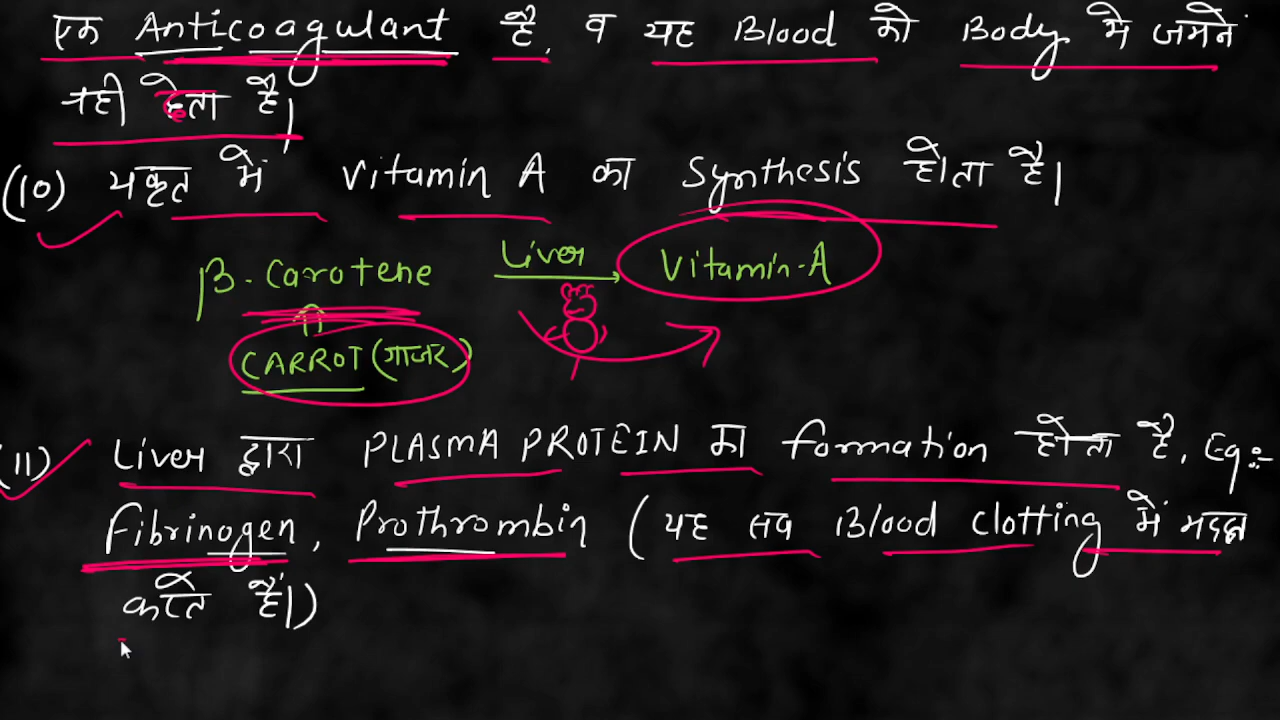 एक Anticoagulant है, व यह Blood को Body में जमने
नही देता है।
(10) यकृत में Vitamin A का Synthesis होता है।
β-Carotene Liver Vitamin-A
CARROT (गाजर)
(11) Liver द्वारा PLASMA PROTEIN का formation होता है, Eg:-
Fibrinogen, Prothrombin (यह सब Blood Clotting में मदद
करते हैं।)